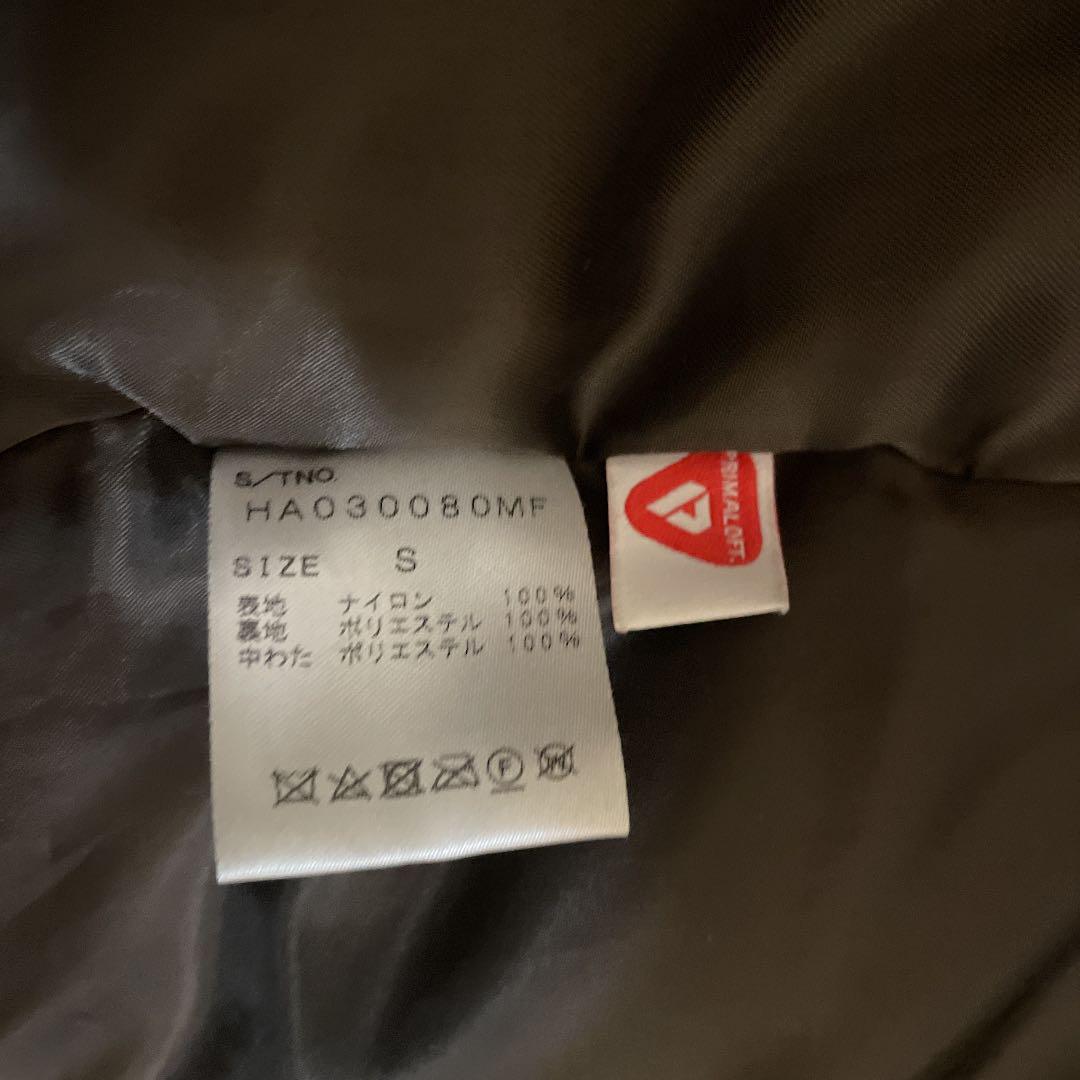 S/TNO.
HA030080MF
SIZE S
表地 ナイロン 100%
裏地 ポリエステル 100%
中わた ポリエステル 100%
F
W
PRIMALOFT.